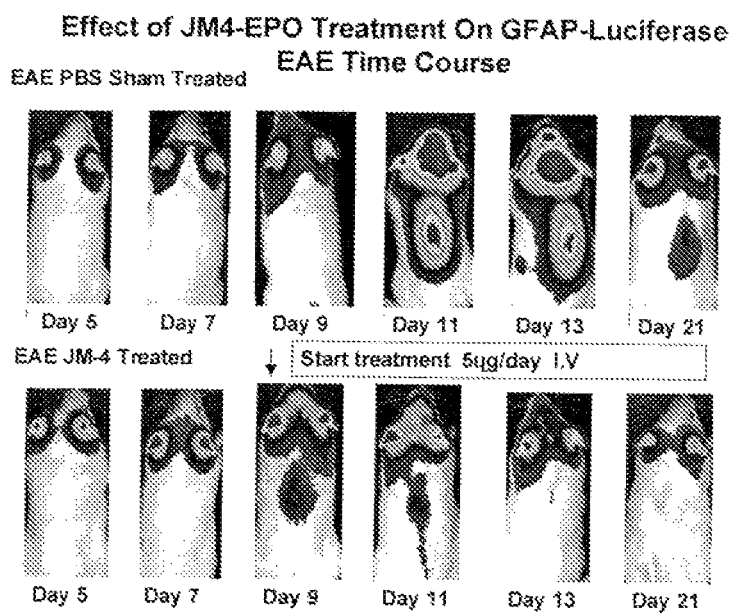 Effect of JM4-EPO Treatment On GFAP-Luciferase
EAE Time Course
EAE PBS Sham Treated
Day 5 Day 7 Day 9 Day 11 Day 13 Day 21
EAE JM-4 Treated
Start treatment 5ųg/day I.V
Day 5 Day 7 Day 9 Day 11 Day 13 Day 21